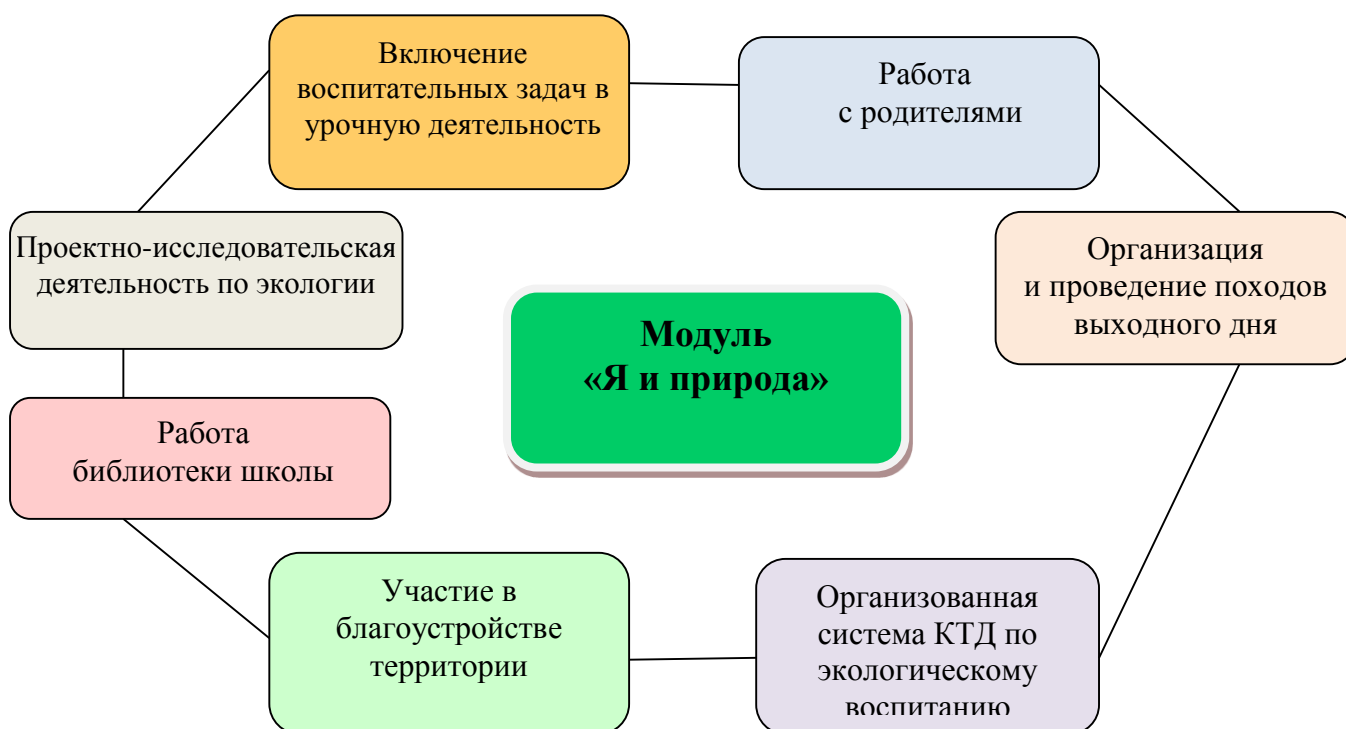 Включение
воспитательных задач в
урочную деятельность
Работа
с родителями
Проектно-исследовательская
деятельность по экологии
Организация
и проведение походов
выходного дня
Модуль
«Я и природа»
Работа
библиотеки школы
Участие в
благоустройстве
территории
Организованная
система КТД по
экологическому
воспитанию